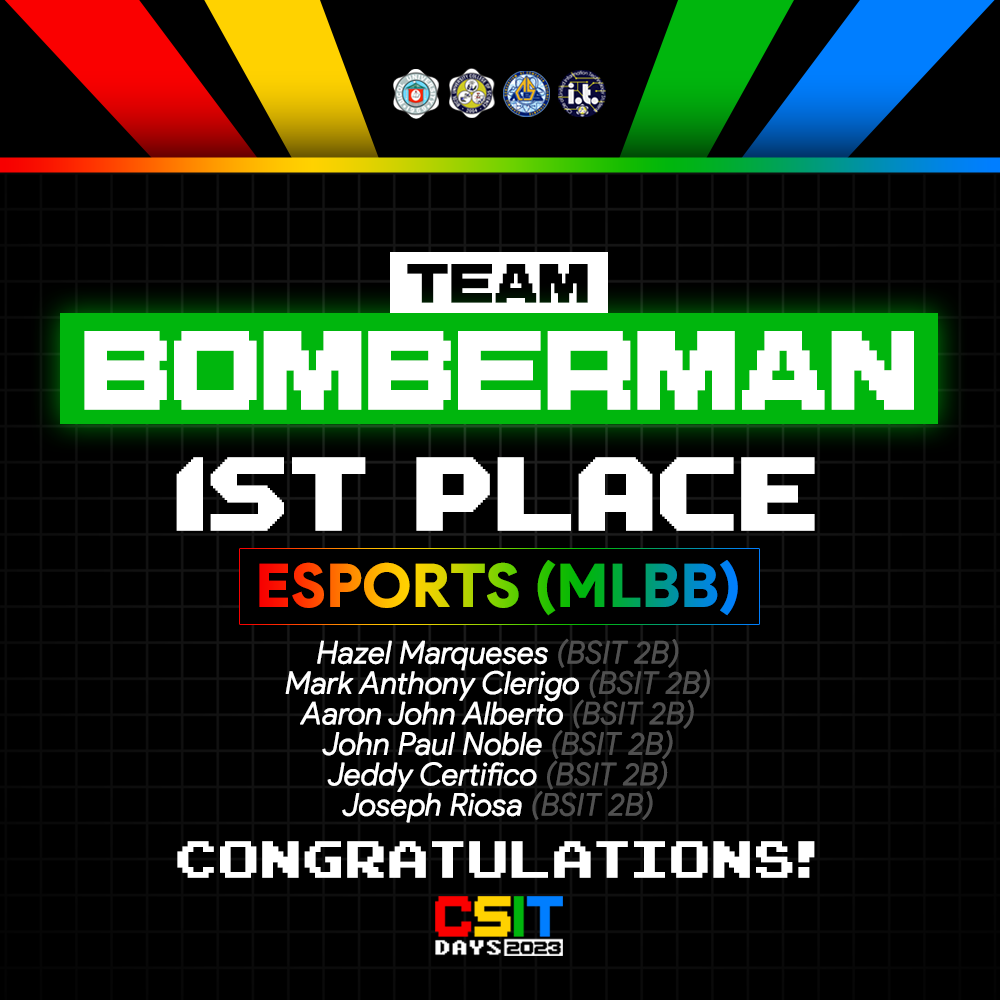 TEAM
BOMBERMAN
1ST PLACE
ESPORTS (MLBB)
Hazel Marqueses (BSIT 2B)
Mark Anthony Clerigo (BSIT 2B)
Aaron John Alberto (BSIT 2B)
John Paul Noble (BSIT 2B)
Jeddy Certifico (BSIT 2B)
Joseph Riosa (BSIT 2B)
CONGRATULATIONS!
CSIT
DAYS 2023